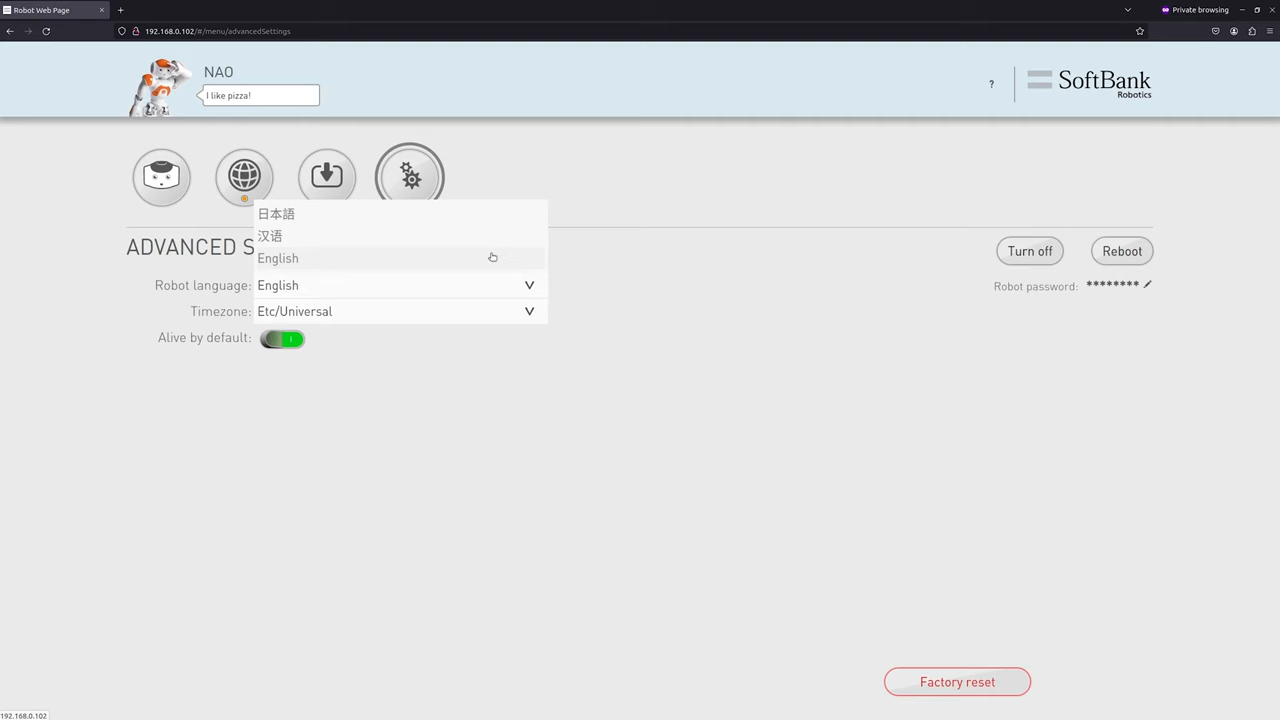 Robot Web Page
Private browsing
192.168.0.102/#/menu/advancedSettings
NAO
I like pizza!
?
SoftBank
Robotics
日本語
汉语
English
ADVANCED S
Turn off
Reboot
Robot language: English
Robot password: ********
Timezone: Etc/Universal
Alive by default:
Factory reset
192.168.0.102